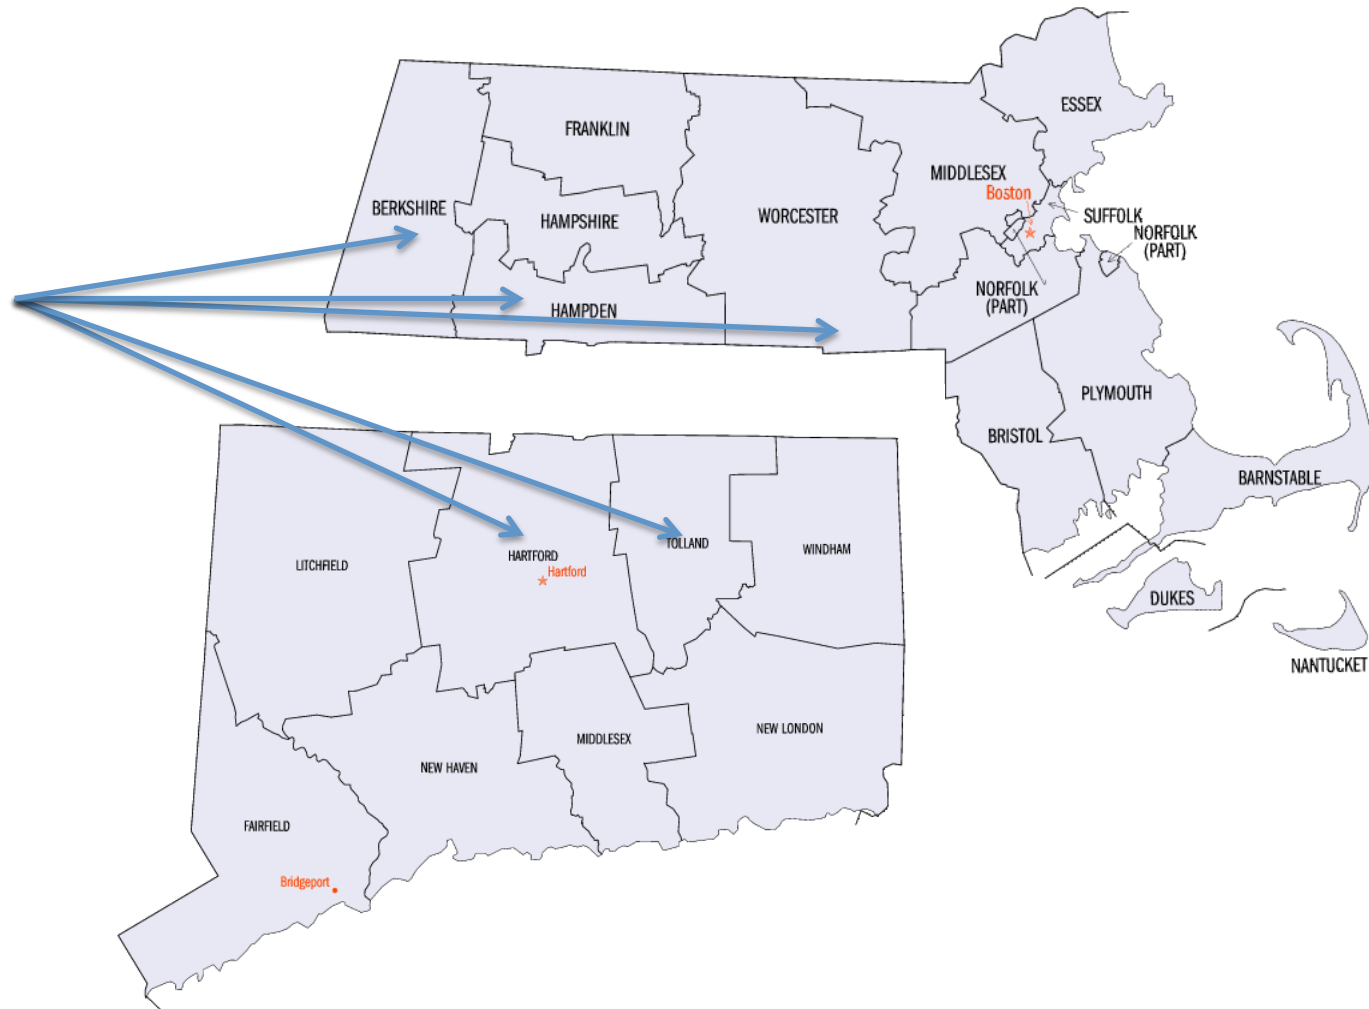 ESSEX
FRANKLIN
MIDDLESEX
Boston
BERKSHIRE
HAMPSHIRE
WORCESTER
SUFFOLK
NORFOLK
(PART)
NORFOLK
(PART)
HAMPDEN
PLYMOUTH
BRISTOL
BARNSTABLE
DUKES
NANTUCKET
LITCHFIELD
HARTFORD
Hartford
TOLLAND
WINDHAM
NEW LONDON
MIDDLESEX
NEW HAVEN
FAIRFIELD
Bridgeport